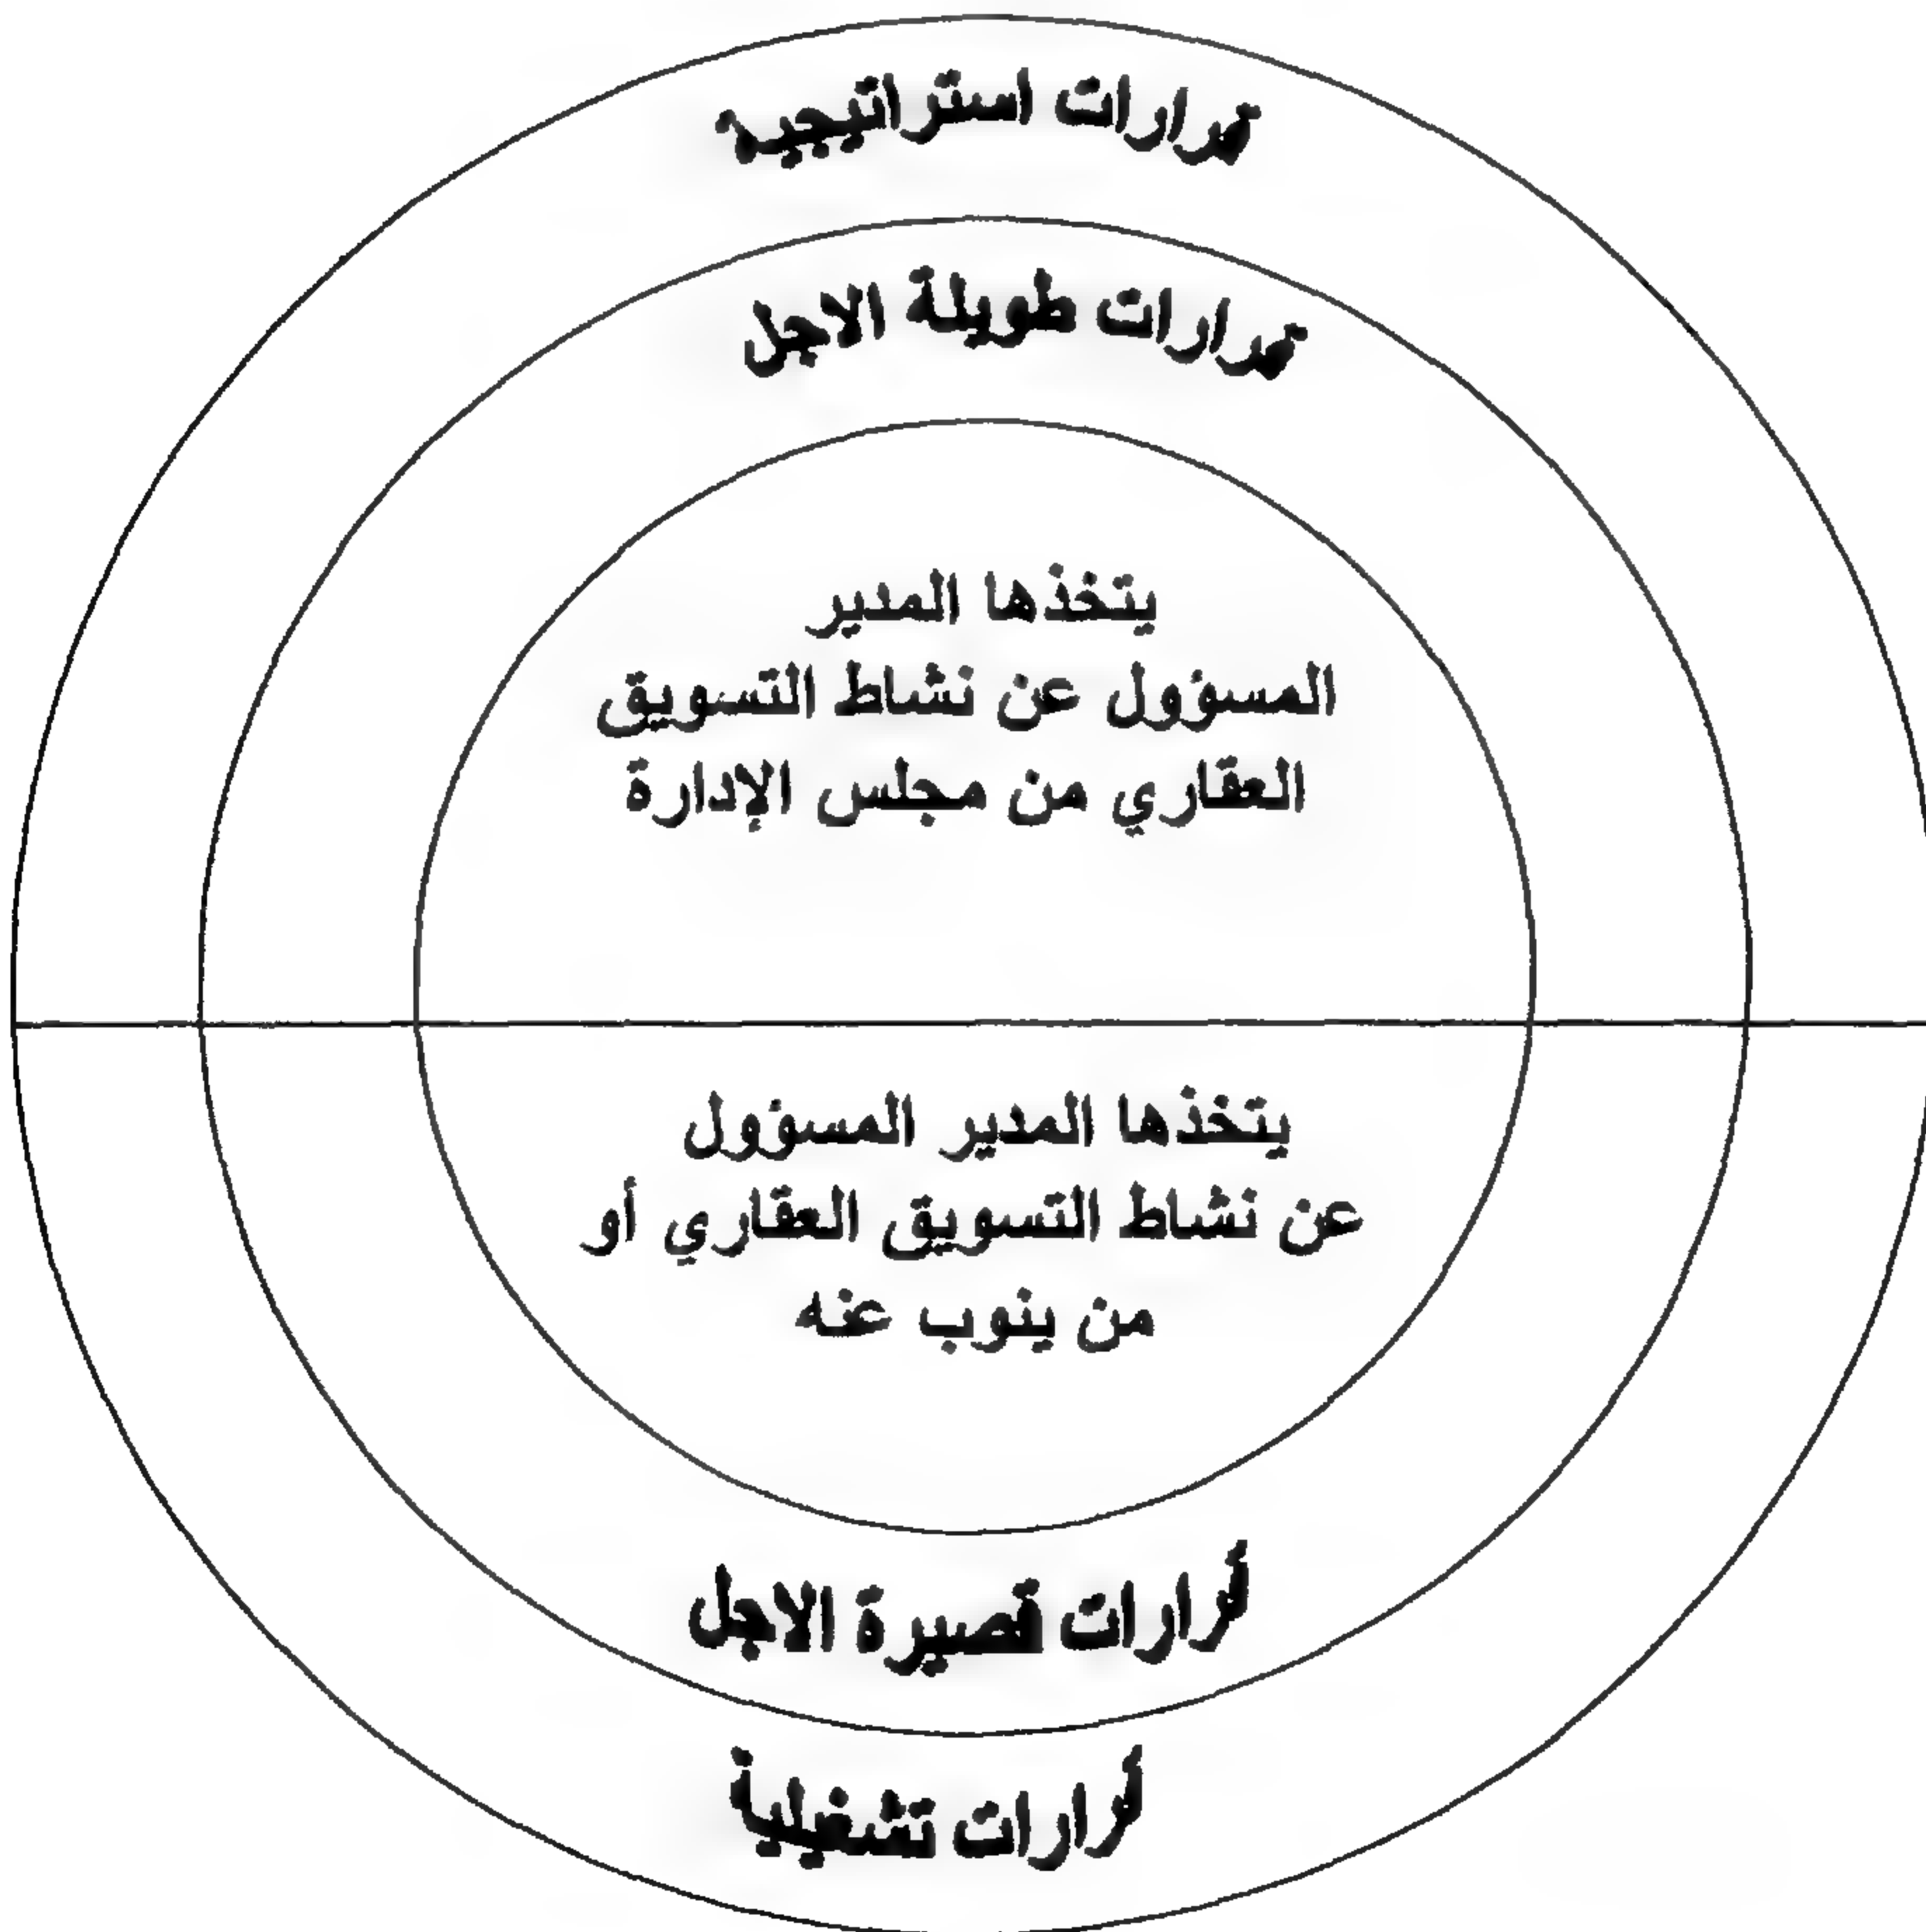 قرارات استراتيجية
قرارات طويلة الاجل
يتخذها المدير
المسؤول عن نشاط التسويق
العقاري من مجلس الإدارة
يتخذها المدير المسؤول
عن نشاط التسويق العقاري أو
من ينوب عنه
قرارات قصيرة الاجل
قرارات تشغيلية